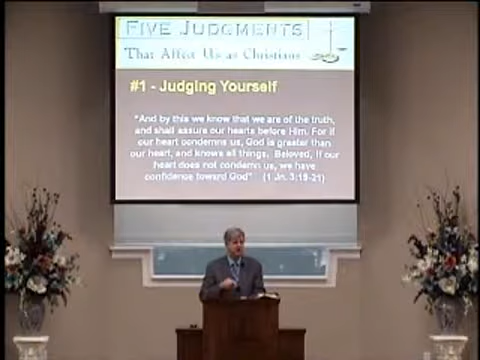 FIVE JUDGMENTS
That Affect Us as Christians
#1 - Judging Yourself
"And by this we know that we are of the truth,
and shall assure our hearts before Him. For if
our heart condemns us, God is greater than
our heart, and knows all things. Beloved, if our
heart does not condemn us, we have
confidence toward God" (1 Jn. 3:19-21)